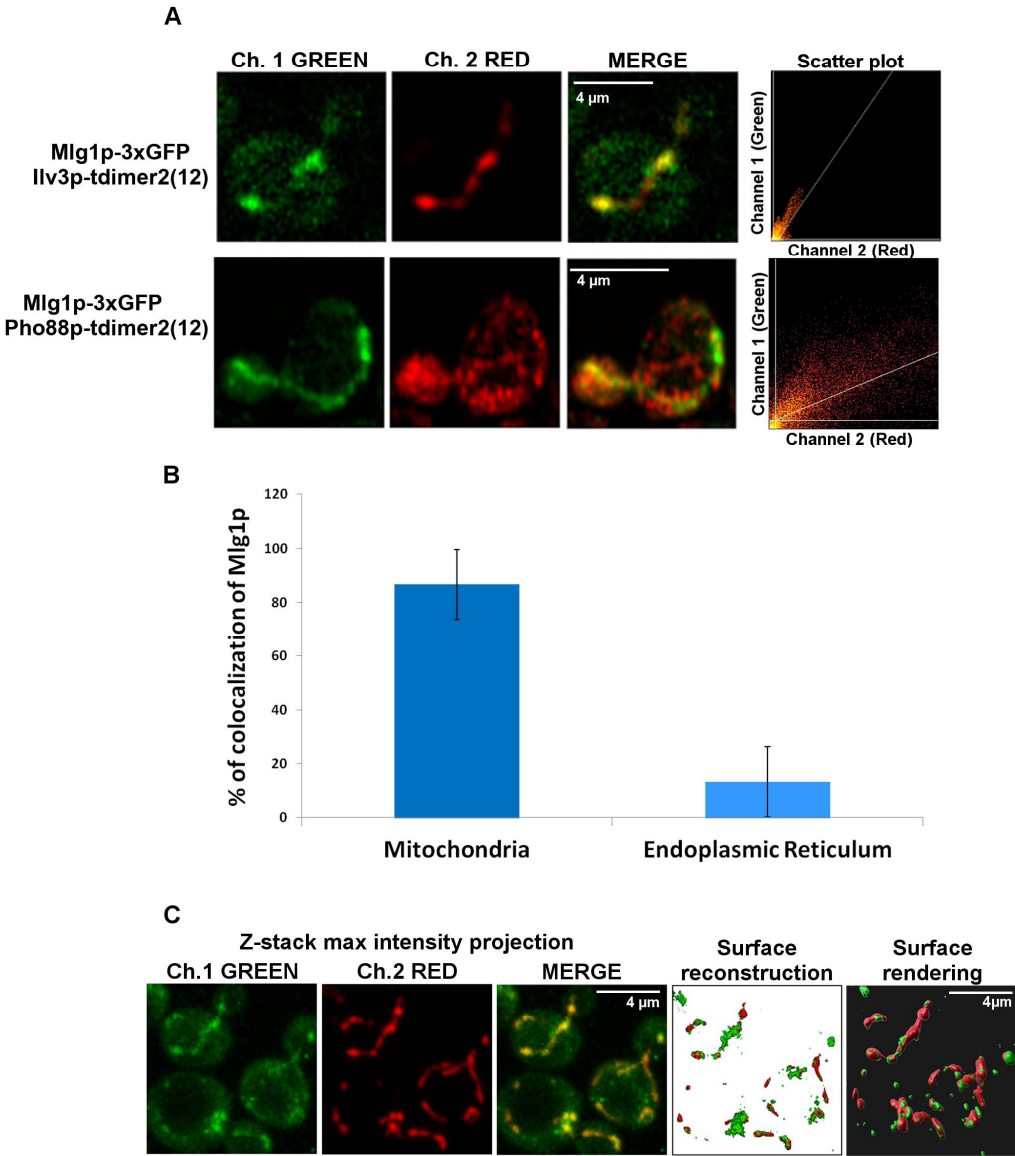 A
Ch. 1 GREEN
Ch. 2 RED
MERGE
Scatter plot
Mlg1p-3xGFP
Ilv3p-tdimer2(12)
4 µm
Channel 1 (Green)
Channel 2 (Red)
Mlg1p-3xGFP
Pho88p-tdimer2(12)
4 µm
Channel 1 (Green)
Channel 2 (Red)
B
% of colocalization of Mlg1p
120
100
80
60
40
20
0
Mitochondria
Endoplasmic Reticulum
C
Z-stack max intensity projection
Ch.1 GREEN
Ch.2 RED
MERGE
Surface
reconstruction
Surface
rendering
4 µm
4µm